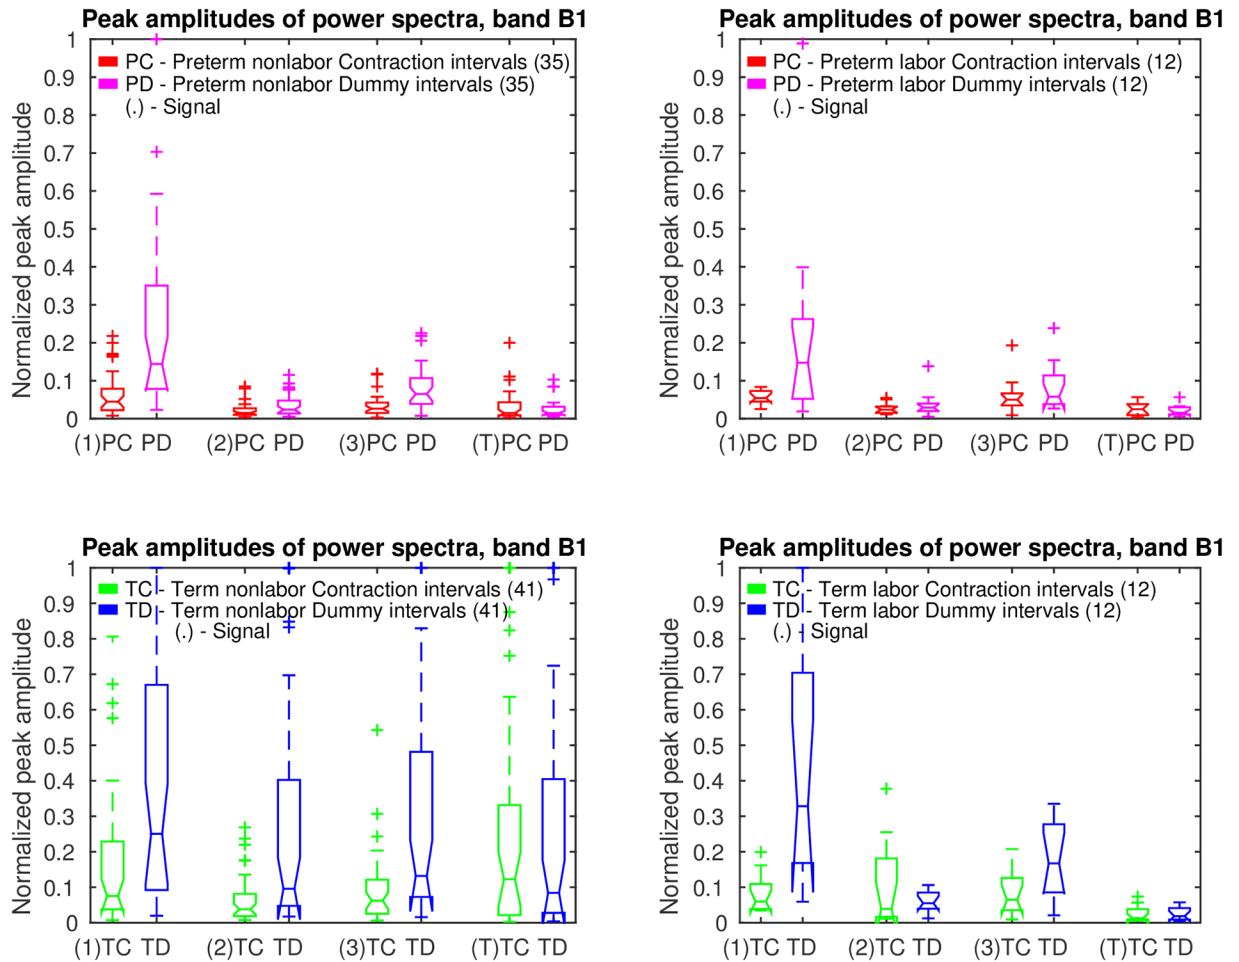 Peak amplitudes of power spectra, band B1
Normalized peak amplitude
1
0.9
0.8
0.7
0.6
0.5
0.4
0.3
0.2
0.1
0
PC - Preterm nonlabor Contraction intervals (35)
PD - Preterm nonlabor Dummy intervals (35)
(.) - Signal
(1)PC PD (2)PC PD (3)PC PD (T)PC PD
Peak amplitudes of power spectra, band B1
Normalized peak amplitude
1
0.9
0.8
0.7
0.6
0.5
0.4
0.3
0.2
0.1
0
PC - Preterm labor Contraction intervals (12)
PD - Preterm labor Dummy intervals (12)
(.) - Signal
(1)PC PD (2)PC PD (3)PC PD (T)PC PD
Peak amplitudes of power spectra, band B1
Normalized peak amplitude
1
0.9
0.8
0.7
0.6
0.5
0.4
0.3
0.2
0.1
0
TC - Term nonlabor Contraction intervals (41)
TD - Term nonlabor Dummy intervals (41)
(.) - Signal
(1)TC TD (2)TC TD (3)TC TD (T)TC TD
Peak amplitudes of power spectra, band B1
Normalized peak amplitude
1
0.9
0.8
0.7
0.6
0.5
0.4
0.3
0.2
0.1
0
TC - Term labor Contraction intervals (12)
TD - Term labor Dummy intervals (12)
(.) - Signal
(1)TC TD (2)TC TD (3)TC TD (T)TC TD